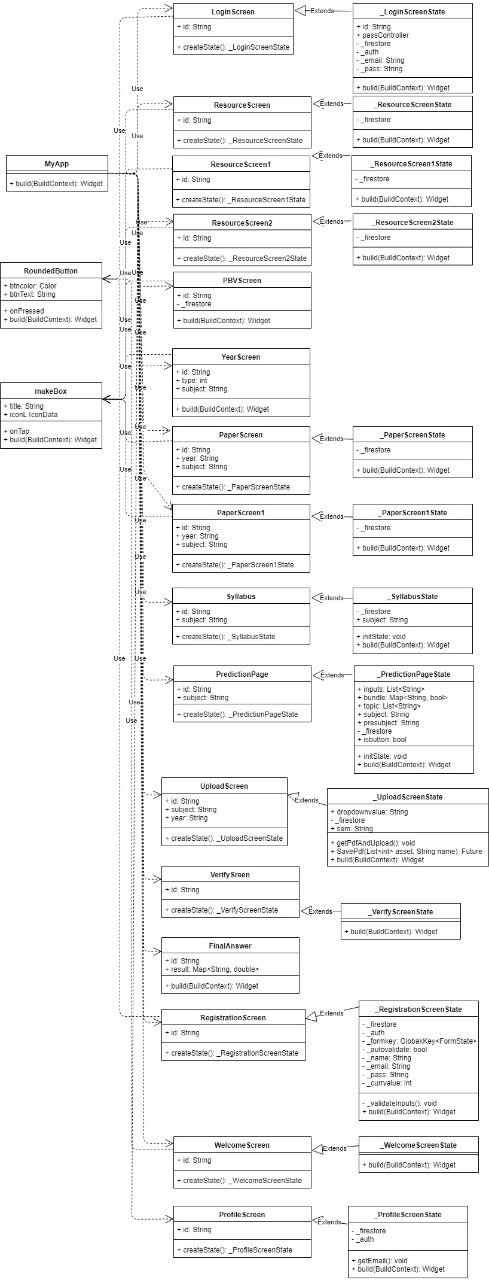 LoginScreen
+ id: String
+ createState(): _LoginScreenState
Extends
_LoginScreenState
+ id: String
+ passController
- _firestore
- _auth
- _email: String
- _pass: String
+ build(BuildContext): Widget
Use
Use
ResourceScreen
+ id: String
+ createState(): _ResourceScreenState
Extends
_ResourceScreenState
- _firestore
+ build(BuildContext): Widget
Use
MyApp
+ build(BuildContext): Widget
ResourceScreen1
+ id: String
+ createState(): _ResourceScreen1State
Extends
_ResourceScreen1State
- _firestore
+ build(BuildContext): Widget
Use
Use
Use
ResourceScreen2
+ id: String
+ createState(): _ResourceScreen2State
Extends
_ResourceScreen2State
- _firestore
+ build(BuildContext): Widget
RoundedButton
+ btncolor: Color
+ btnText: String
+ onPressed
+ build(BuildContext): Widget
Use
Use
Use
PBVScreen
+ id: String
- _firestore
+ build(BuildContext): Widget
Use
Use
Use
YearScreen
+ id: String
+ type: int
+ subject: String
+ build(BuildContext): Widget
makeBox
+ title: String
+ iconL IconData
+ onTap
+ build(BuildContext): Widget
Use
Use
Use
PaperScreen
+ id: String
+ year: String
+ subject: String
+ createState(): _PaperScreenState
Extends
_PaperScreenState
- _firestore
+ build(BuildContext): Widget
Use
Use
PaperScreen1
+ id: String
+ year: String
+ subject: String
+ createState(): _PaperScreen1State
Extends
_PaperScreen1State
- _firestore
+ build(BuildContext): Widget
Use
Use
Syllabus
+ id: String
+ subject: String
+ createState(): _SyllabusState
Extends
_SyllabusState
- _firestore
+ subject: String
+ initState: void
+ build(BuildContext): Widget
Use
Use
PredictionPage
+ id: String
+ subject: String
+ createState(): _PredictionPageState
Extends
_PredictionPageState
+ inputs: List<String>
+ bundle: Map<String, bool>
+ topic: List<String>
+ subject: String
+ presubject: String
- _firestore
+ isbutton: bool
+ initState: void
+ build(BuildContext): Widget
Use
Use
UploadScreen
+ id: String
+ subject: String
+ year: String
+ createState(): _UploadScreenState
Extends
_UploadScreenState
+ dropdownvalue: String
- _firestore
+ sem: String
+ getPdfAndUpload(): void
+ SavePdf(List<int> asset, String name): Future
+ build(BuildContext): Widget
VerifySreen
+ id: String
+ createState(): _VerifyScreenState
Extends
_VerifyScreenState
+ build(BuildContext): Widget
FinalAnswer
+ id: String
+ result: Map<String, double>
+ build(BuildContext): Widget
RegistrationScreen
+ id: String
+ createState(): _RegistrationScreenState
Extends
_RegistrationScreenState
- _firestore
- _auth
- _formkey: GlobakKey<FormState>
- _autovalidate: bool
- _name: String
- _email: String
- _pass: String
- _currvalue: int
- _validateInputs(): void
+ build(BuildContext): Widget
WelcomeScreen
+ id: String
+ createState(): _WelcomeScreenState
Extends
_WelcomeScreenState
+ build(BuildContext): Widget
ProfileScreen
+ id: String
+ createState(): _ProfileScreenState
Extends
_ProfileScreenState
- _firestore
- _auth
+ getEmail(): void
+ build(BuildContext): Widget